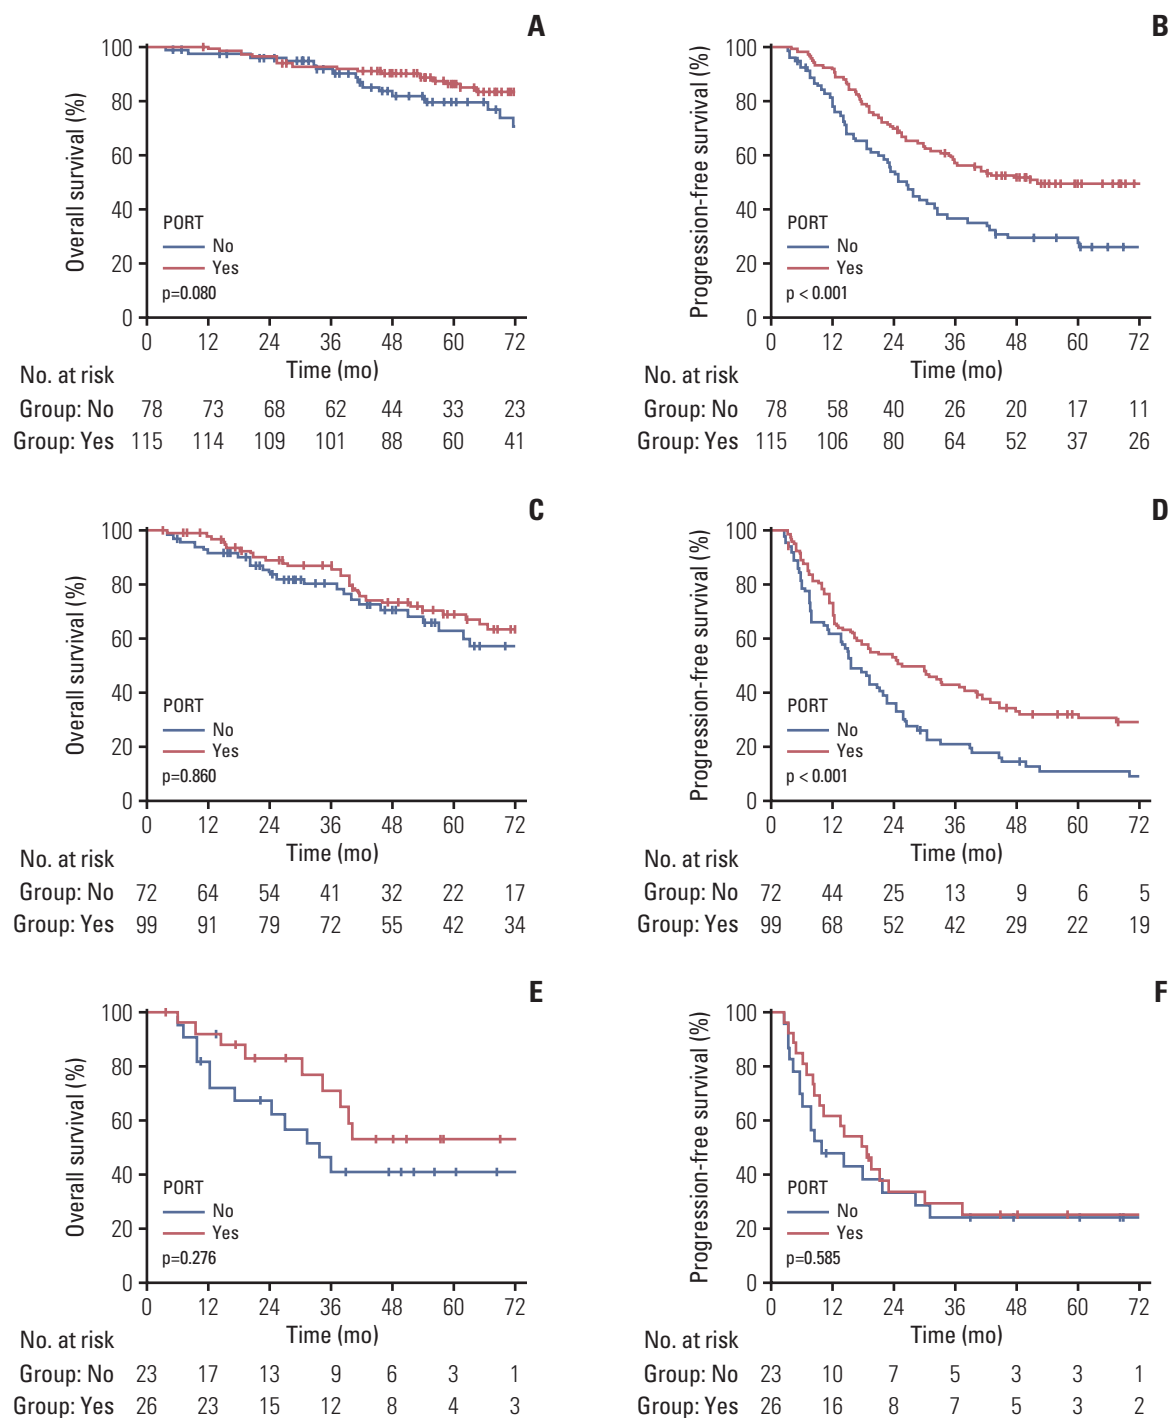 A
100
80
60
40
20
0
Overall survival (%)
PORT
No
Yes
p=0.080
0 12 24 36 48 60 72
Time (mo)
No. at risk
Group: No 78 73 68 62 44 33 23
Group: Yes 115 114 109 101 88 60 41
B
100
80
60
40
20
0
Progression-free survival (%)
PORT
No
Yes
p < 0.001
0 12 24 36 48 60 72
Time (mo)
No. at risk
Group: No 78 58 40 26 20 17 11
Group: Yes 115 106 80 64 52 37 26
C
100
80
60
40
20
0
Overall survival (%)
PORT
No
Yes
p=0.860
0 12 24 36 48 60 72
Time (mo)
No. at risk
Group: No 72 64 54 41 32 22 17
Group: Yes 99 91 79 72 55 42 34
D
100
80
60
40
20
0
Progression-free survival (%)
PORT
No
Yes
p < 0.001
0 12 24 36 48 60 72
Time (mo)
No. at risk
Group: No 72 44 25 13 9 6 5
Group: Yes 99 68 52 42 29 22 19
E
100
80
60
40
20
0
Overall survival (%)
PORT
No
Yes
p=0.276
0 12 24 36 48 60 72
Time (mo)
No. at risk
Group: No 23 17 13 9 6 3 1
Group: Yes 26 23 15 12 8 4 3
F
100
80
60
40
20
0
Progression-free survival (%)
PORT
No
Yes
p=0.585
0 12 24 36 48 60 72
Time (mo)
No. at risk
Group: No 23 10 7 5 3 3 1
Group: Yes 26 16 8 7 5 3 2